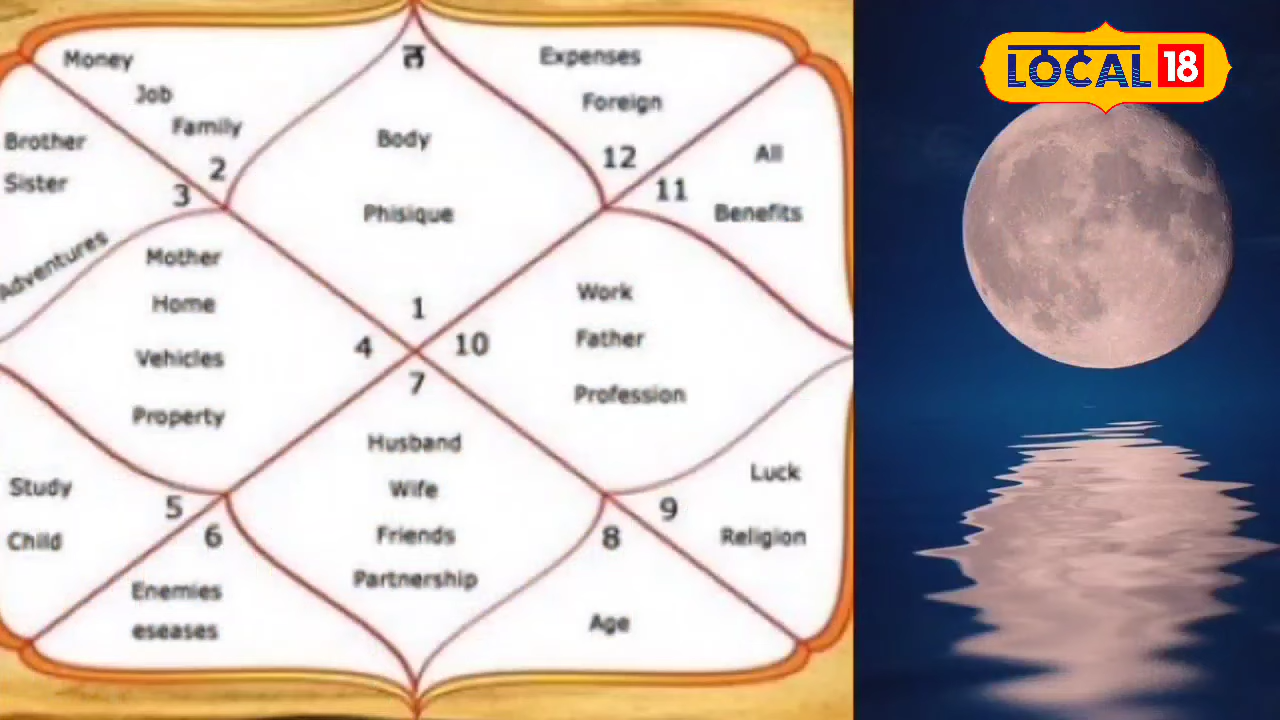 LOCAL 18
ल
Body
Phisique
1
Money
Job
Family
2
Brother
Sister
3
Adventures
Mother
Home
4
Vehicles
Property
Study
5
Child
6
Enemies
eseases
7
Husband
Wife
Friends
Partnership
8
Age
Luck
9
Religion
10
Work
Father
Profession
11
All
Benefits
Expenses
Foreign
12